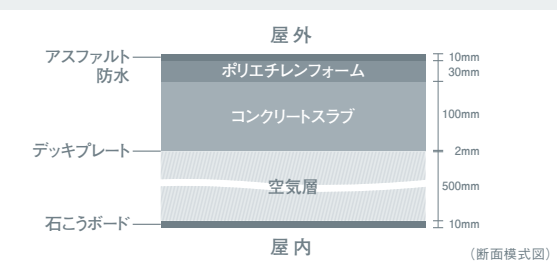 屋外
アスファルト
防水
ポリエチレンフォーム
コンクリートスラブ
デッキプレート
空気層
石こうボード
屋内
10mm
30mm
100mm
2mm
500mm
10mm
(断面模式図)